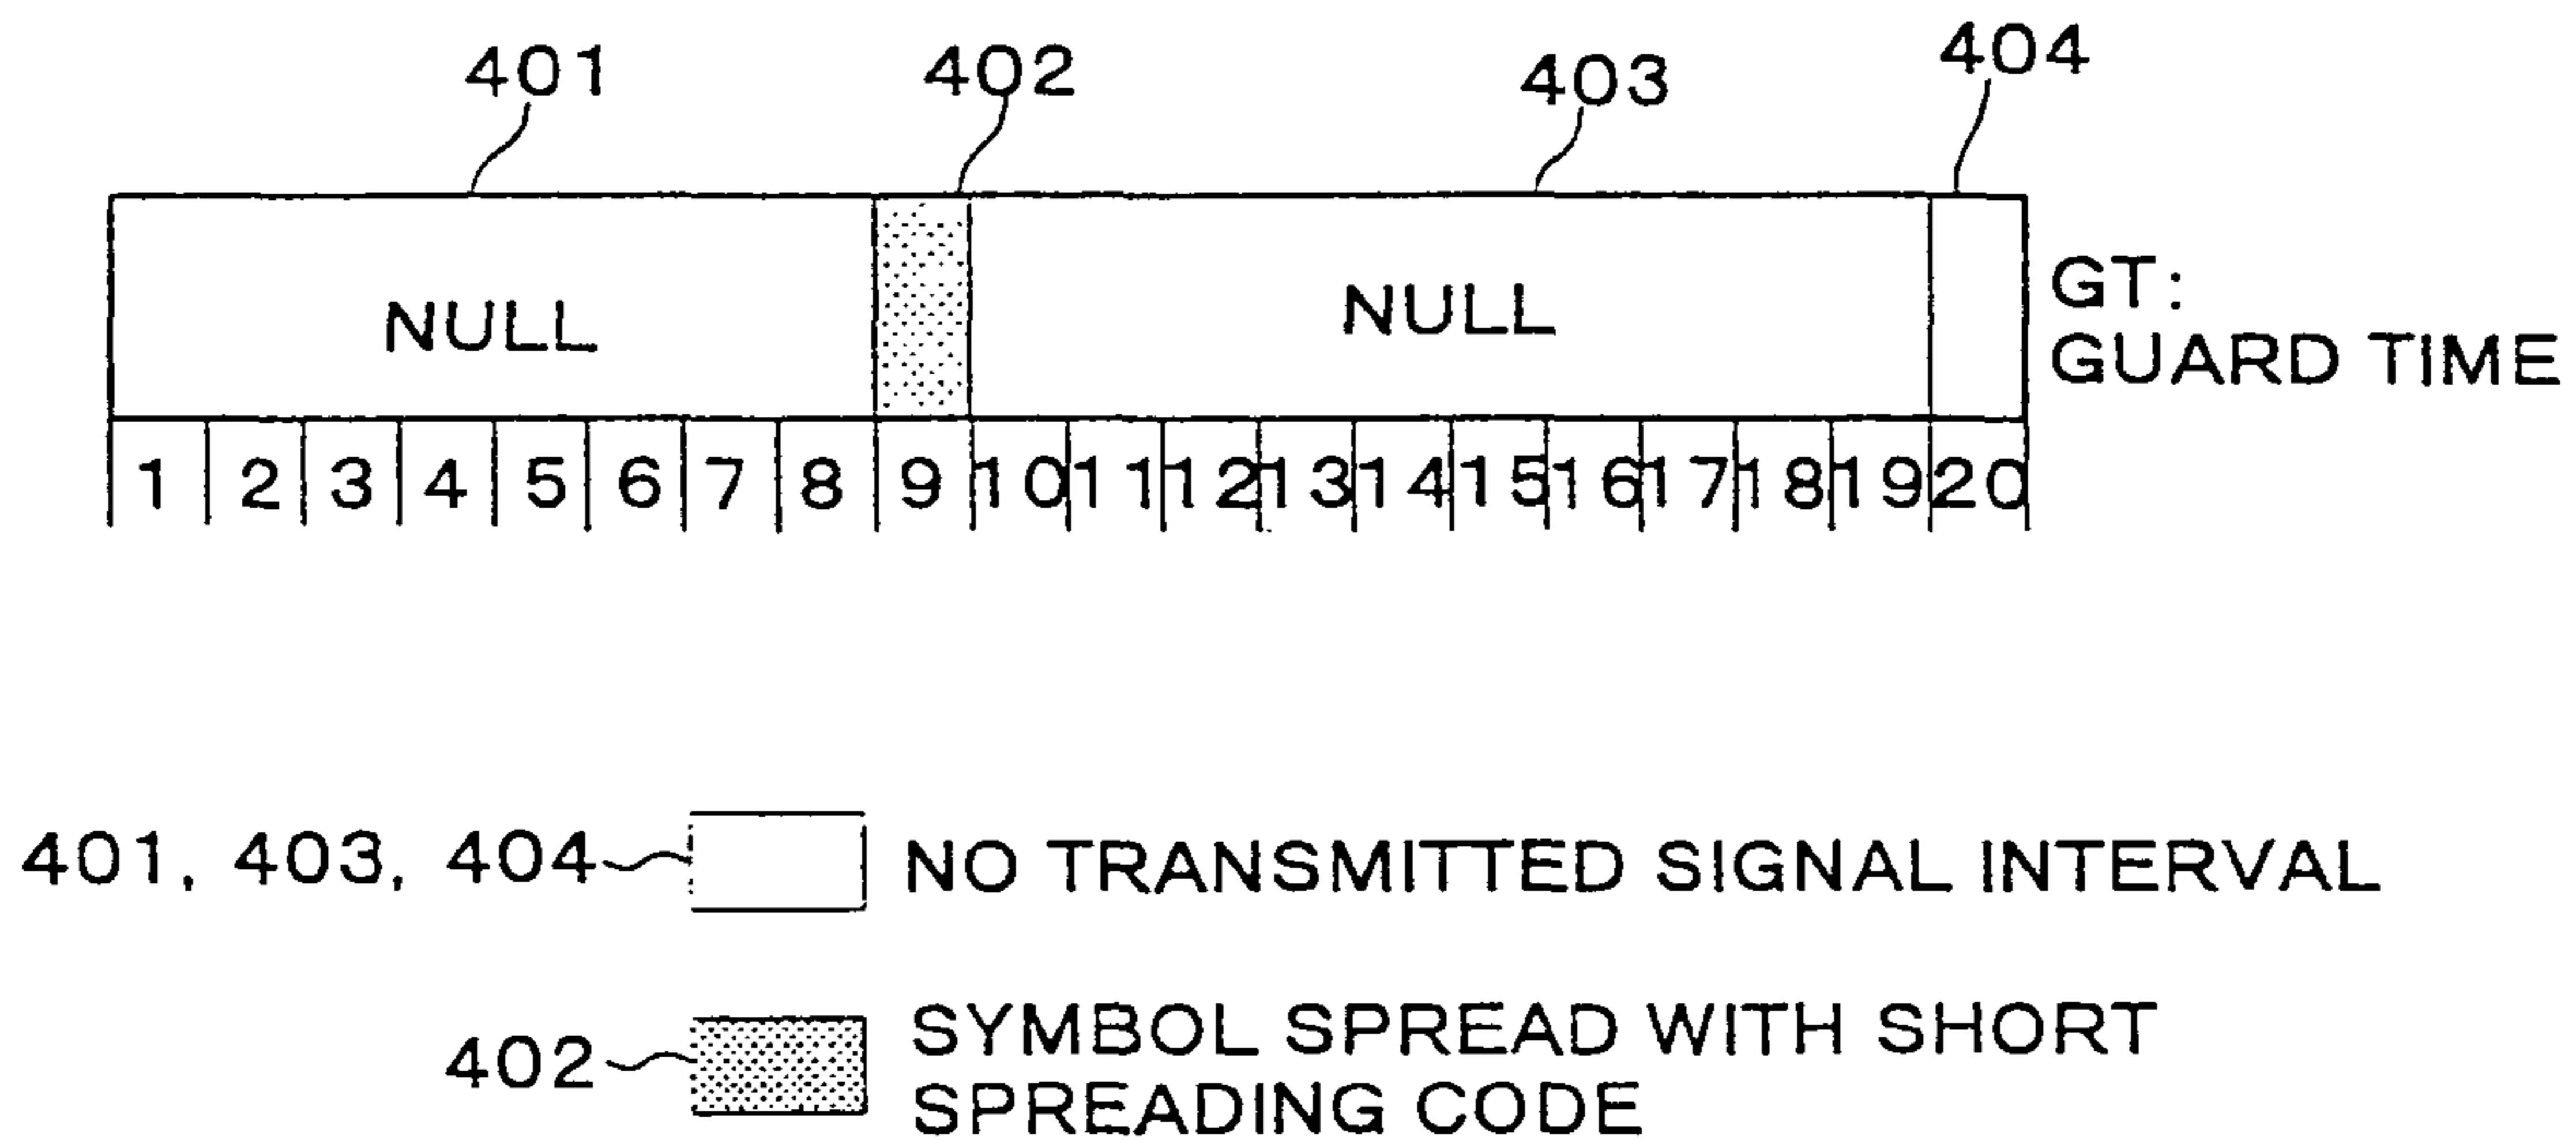 401 402 403 404
NULL NULL GT:
GUARD TIME
1 2 3 4 5 6 7 8 9 10 11 12 13 14 15 16 17 18 19 20
401, 403, 404 NO TRANSMITTED SIGNAL INTERVAL
402 SYMBOL SPREAD WITH SHORT
SPREADING CODE